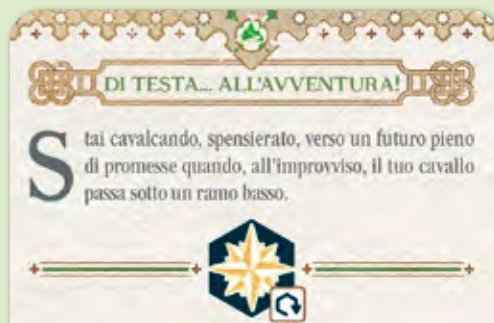 DI TESTA... ALL'AVVENTURA!
Stai cavalcando, spensierato, verso un futuro pieno
di promesse quando, all'improvviso, il tuo cavallo
passa sotto un ramo basso.